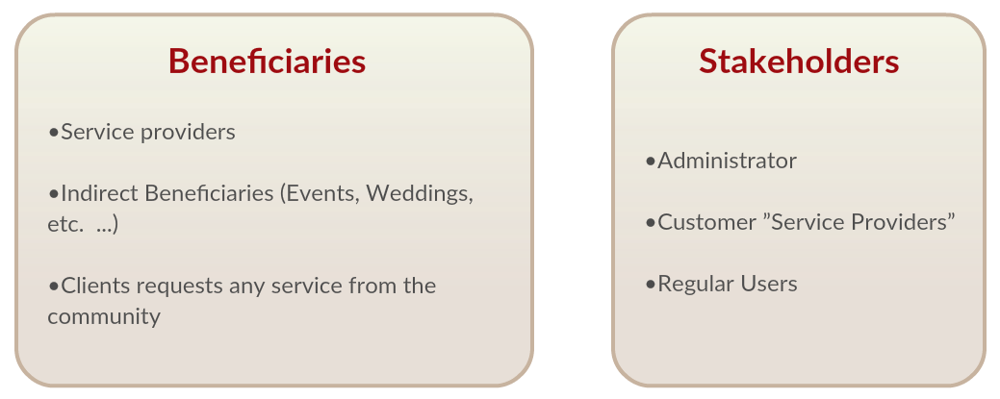 Beneficiaries
•Service providers
•Indirect Beneficiaries (Events, Weddings,
etc.  ...)
•Clients requests any service from the
community
Stakeholders
•Administrator
•Customer ”Service Providers”
•Regular Users